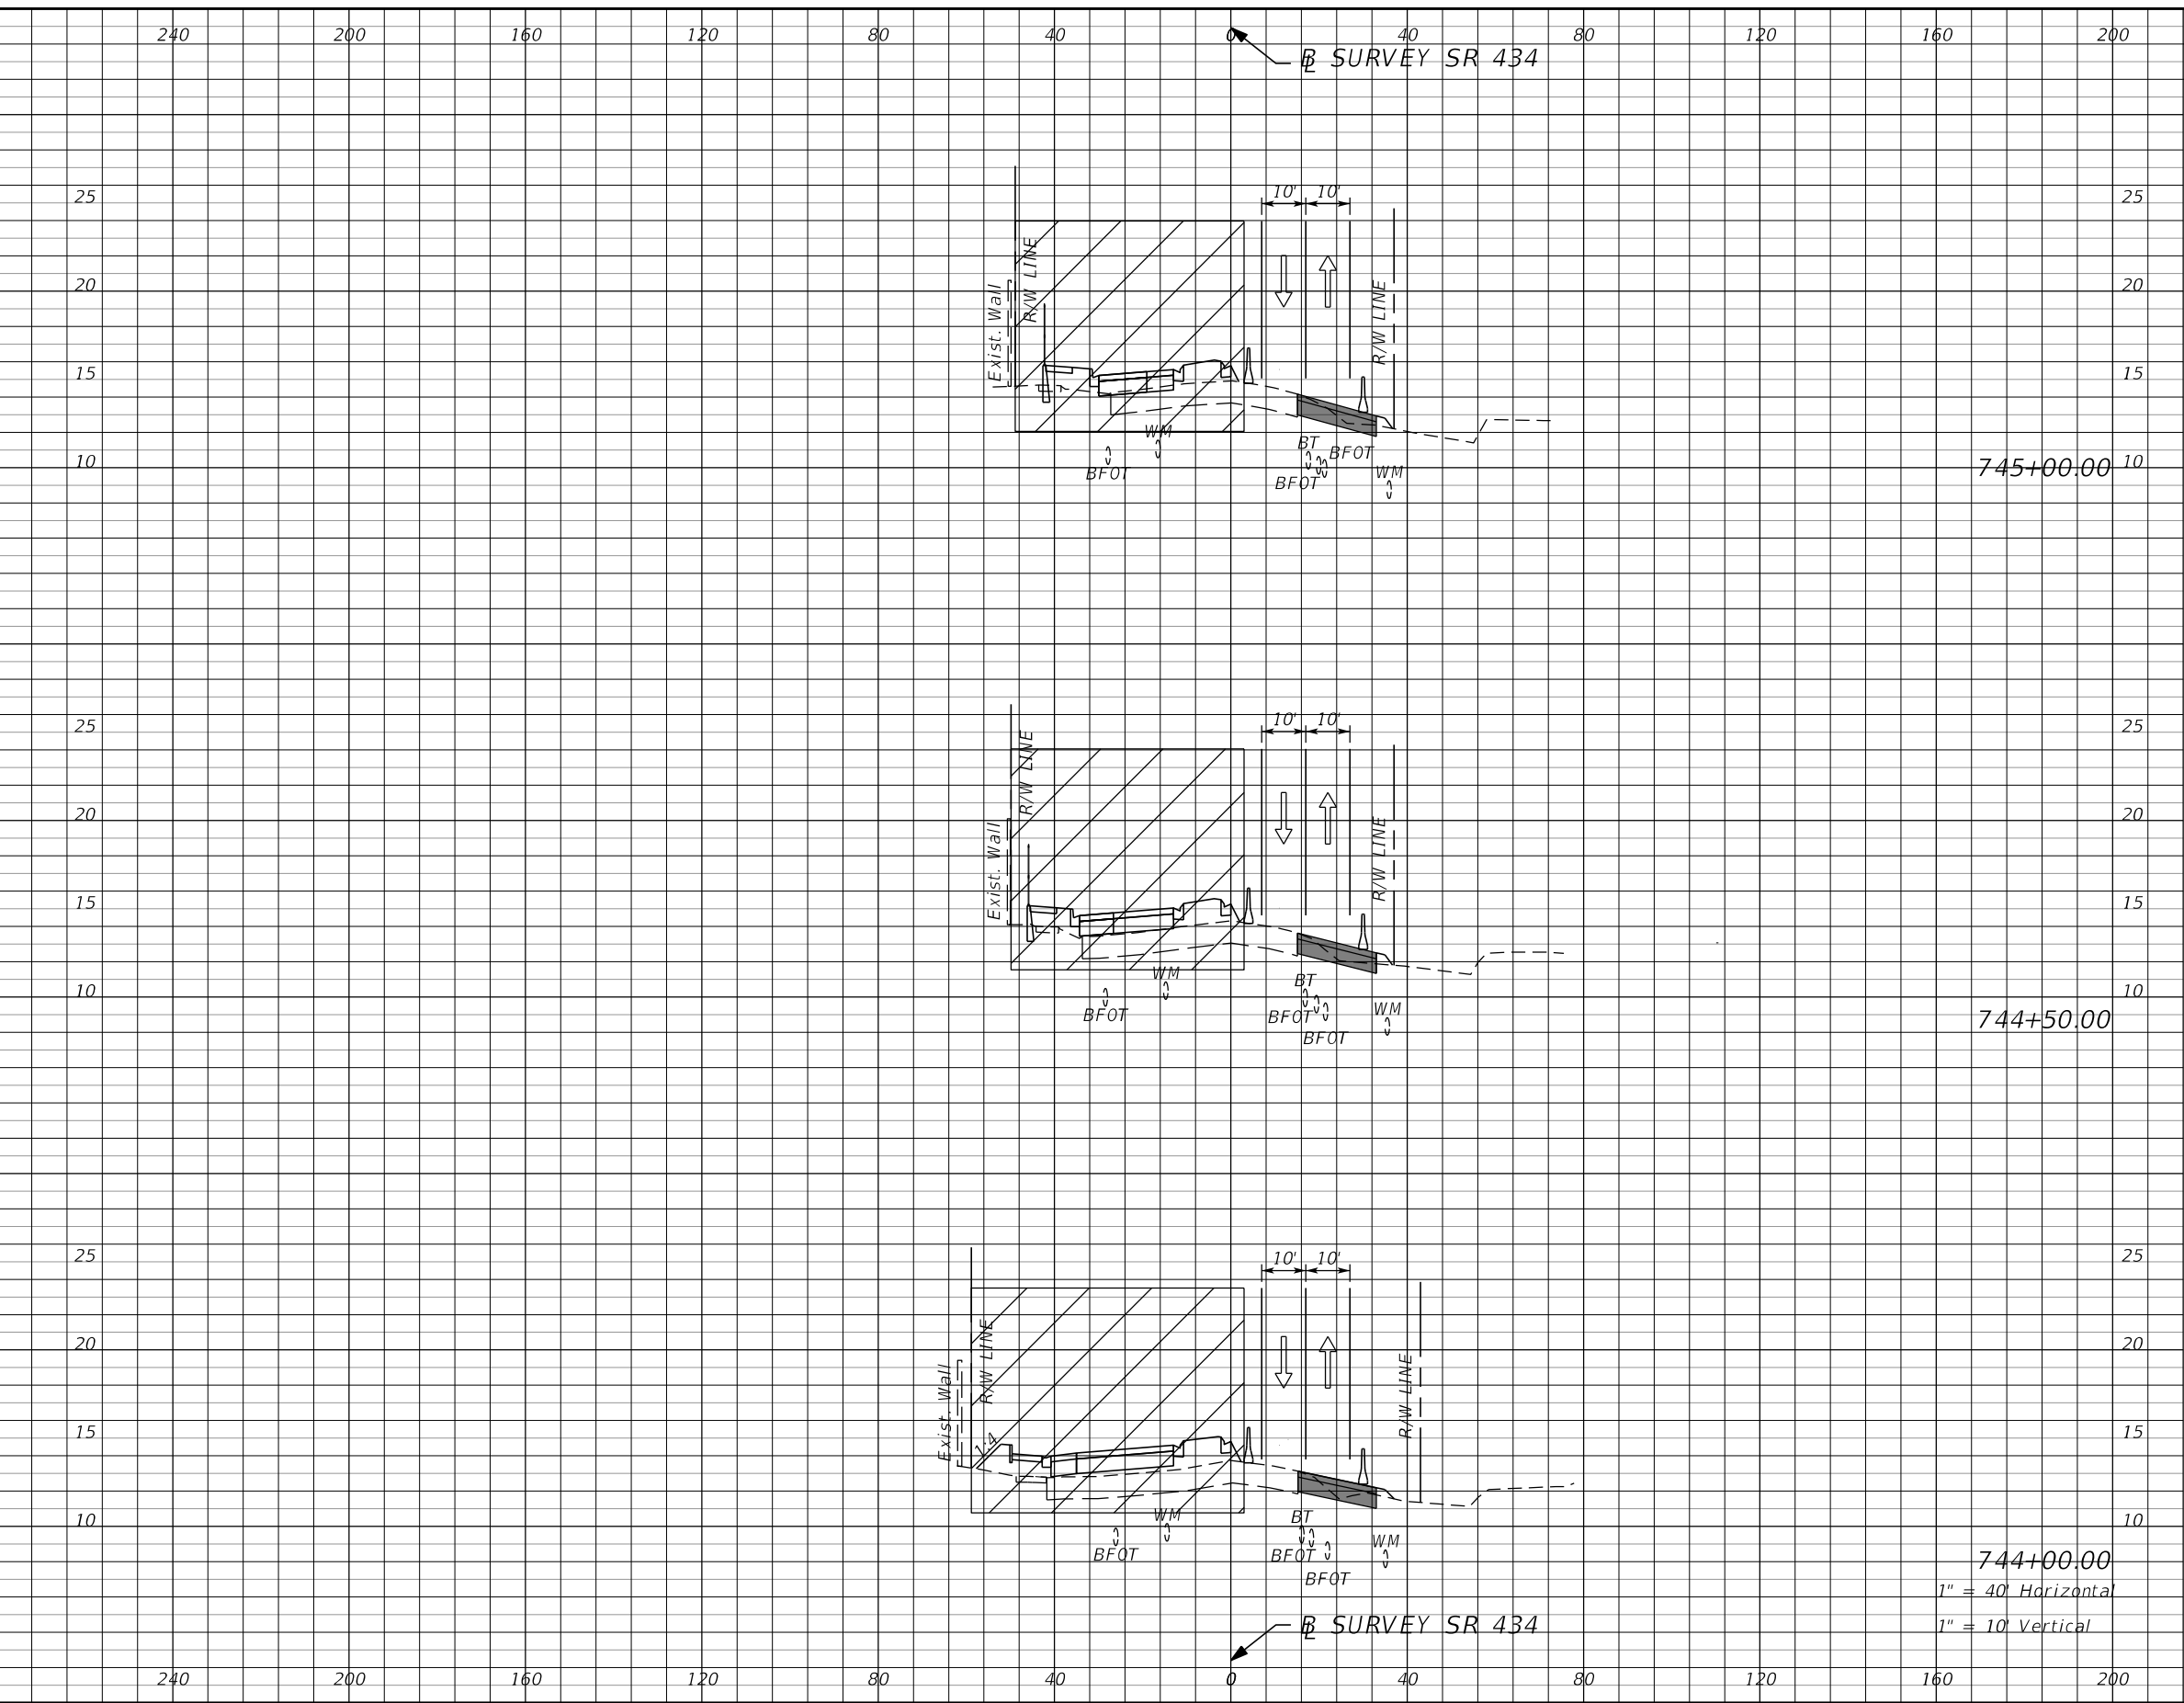 240 200 160 120 80 40 0 40 80 120 160 200
BL SURVEY SR 434
25 10' 10' 25
R/W LINE
Exist. Wall
R/W LINE
20 20
15 15
WM
BT
BFOT
BFOT
BFOT
WM
10 745+00.00 10
25 10' 10' 25
R/W LINE
Exist. Wall
R/W LINE
20 20
15 15
WM
BT
BFOT
BFOT
BFOT
WM
10 10
744+50.00
25 10' 10' 25
R/W LINE
Exist. Wall
R/W LINE
20 20
15 15
1:4
WM
BT
BFOT
BFOT
BFOT
WM
10 10
744+00.00
1" = 40' Horizontal
1" = 10' Vertical
BL SURVEY SR 434
240 200 160 120 80 40 0 40 80 120 160 200